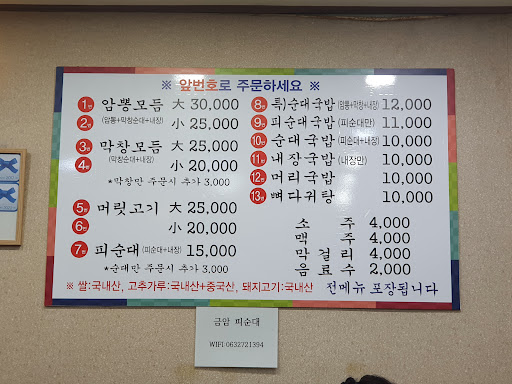 ※ 앞번호로 주문하세요 ※
1번 암뽕모듬 大 30,000
2번 (암뽕+막창순대+내장) 小 25,000
3번 막창모듬 大 25,000
4번 (막창순대+내장) 小 20,000
*막창만 주문시 추가 3,000
5번 머릿고기 大 25,000
6번 小 20,000
7번 피순대 (피순대+내장) 15,000
*순대만 주문시 추가 3,000
8번 특)순대국밥 (암뽕+막창+내장) 12,000
9번 피순대국밥 (피순대만) 11,000
10번 순대국밥 (피순대+내장) 10,000
11번 내장국밥 (내장만) 10,000
12번 머리국밥 10,000
13번 뼈다귀탕 10,000
소주 4,000
맥주 4,000
막걸리 4,000
음료수 2,000
※ 쌀:국내산, 고추가루:국내산+중국산, 돼지고기:국내산 전메뉴 포장됩니다
금암 피순대
WIFI:0632721394